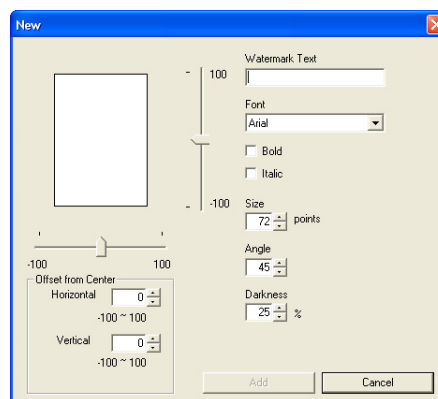 New
100
-100
-100
100
Offset from Center
Horizontal
0
-100 ~ 100
Vertical
0
-100 ~ 100
Watermark Text
Font
Arial
Bold
Italic
Size
72 points
Angle
45
Darkness
25 %
Add
Cancel